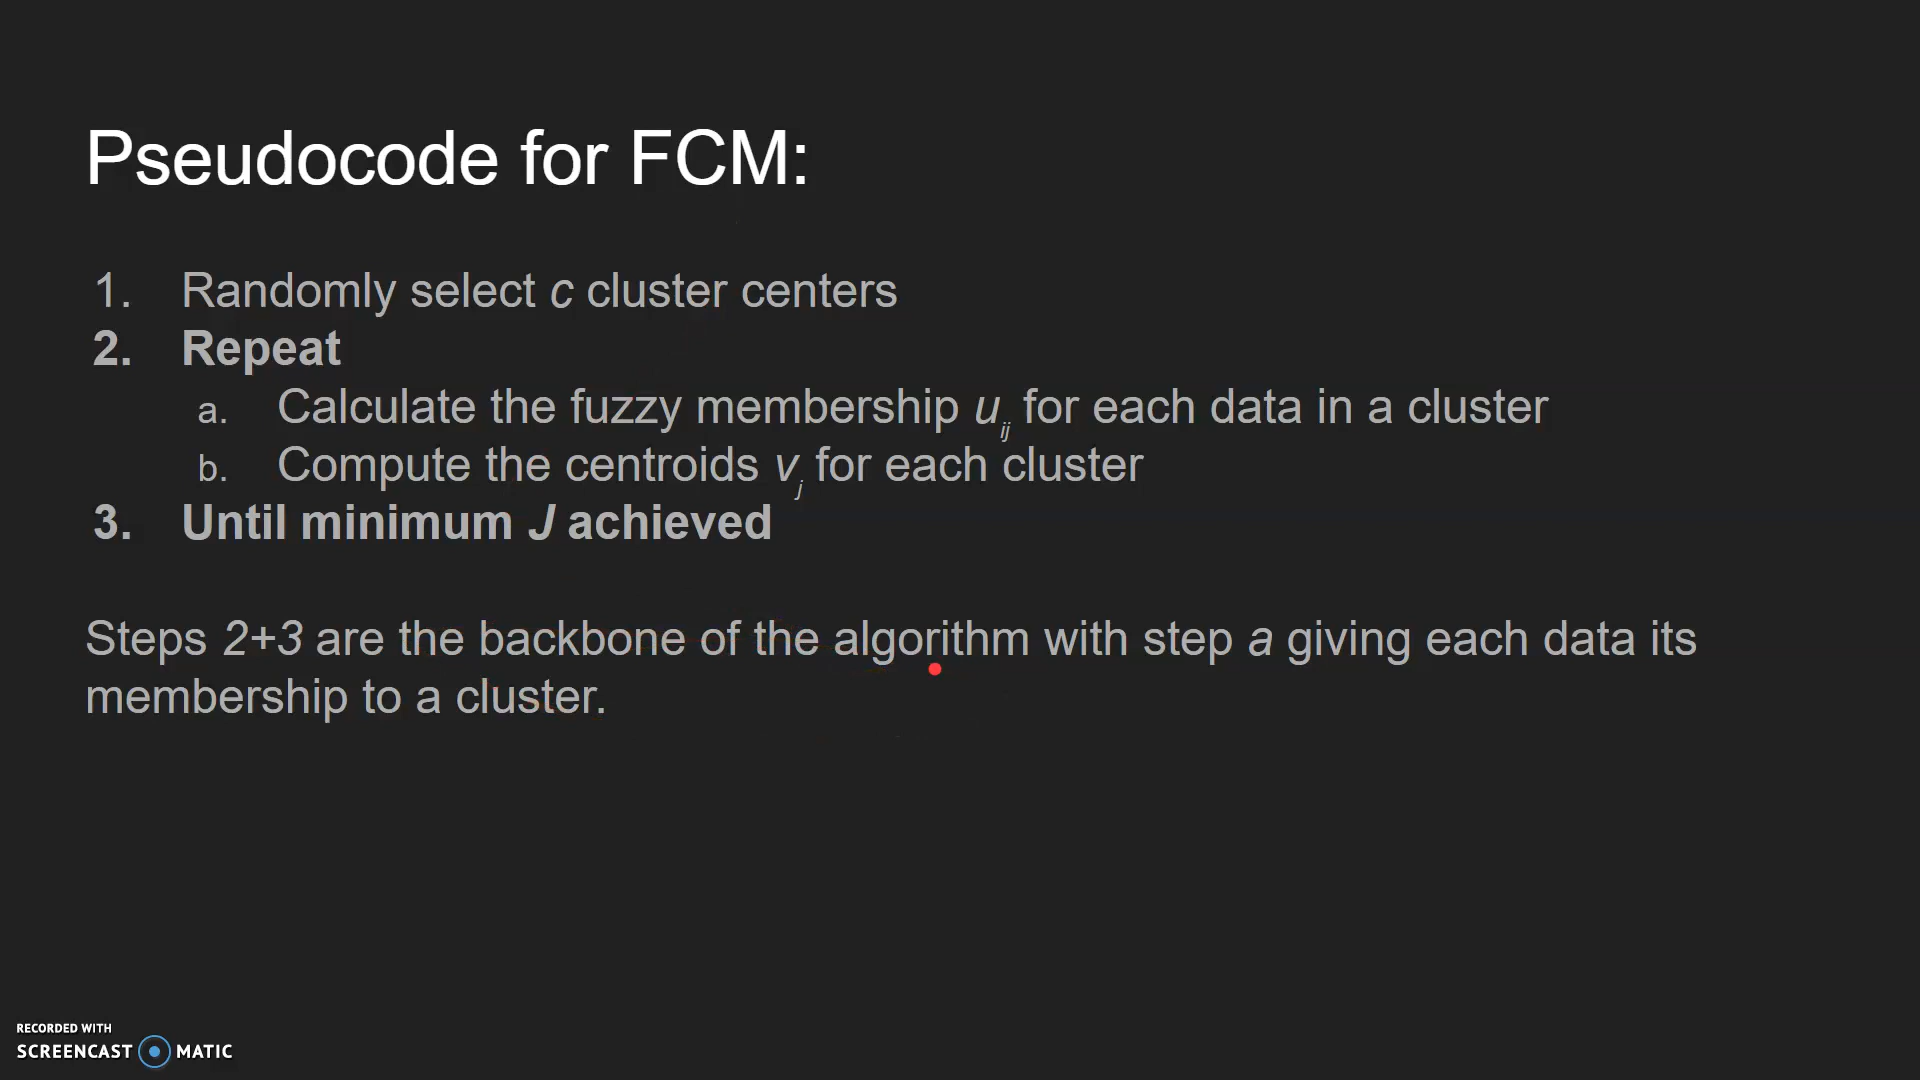 Pseudocode for FCM:
1. Randomly select c cluster centers
2. Repeat
a. Calculate the fuzzy membership uij for each data in a cluster
b. Compute the centroids vj for each cluster
3. Until minimum J achieved
Steps 2+3 are the backbone of the algorithm with step a giving each data its
membership to a cluster.
RECORDED WITH
SCREENCAST MATIC